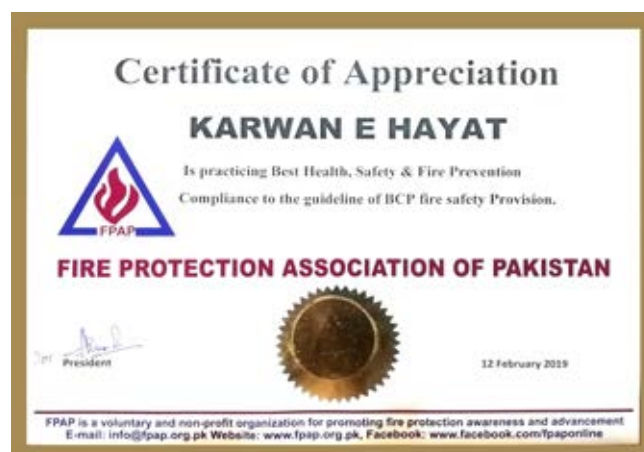 Certificate of Appreciation
KARWAN E HAYAT
Is practicing Best Health, Safety & Fire Prevention
Compliance to the guideline of BCP fire safety Provision.
FPAP
FIRE PROTECTION ASSOCIATION OF PAKISTAN
President
12 February 2019
FPAP is a voluntary and non-profit organization for promoting fire protection awareness and advancement
E-mail: info@fpap.org.pk Website: www.fpap.org.pk, Facebook: www.facebook.com/fpaponline